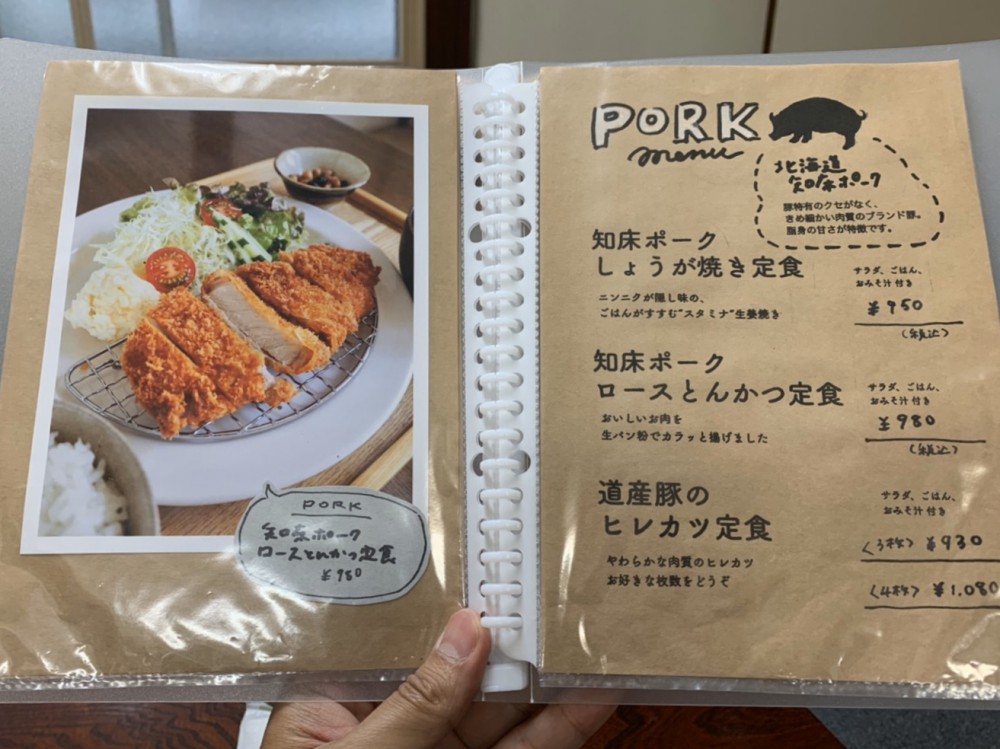 PORK
知床ポーク
ロースとんかつ定食
¥980
PORK
menu
北海道
知床ポーク
豚特有のクセがなく、
きめ細かい肉質のブランド豚。
脂身の甘さが特徴です。
知床ポーク
しょうが焼き定食
サラダ、ごはん、
おみそ汁付き
ニンニクが隠し味の、
ごはんがすすむ"スタミナ"生姜焼き
¥950
(税込)
知床ポーク
ロースとんかつ定食
サラダ、ごはん、
おみそ汁付き
おいしいお肉を
生パン粉でカラッと揚げました
¥980
(税込)
道産豚の
ヒレカツ定食
サラダ、ごはん、
おみそ汁付き
やわらかな肉質のヒレカツ
お好きな枚数をどうぞ
〈3枚〉 ¥930
〈4枚〉 ¥1.080